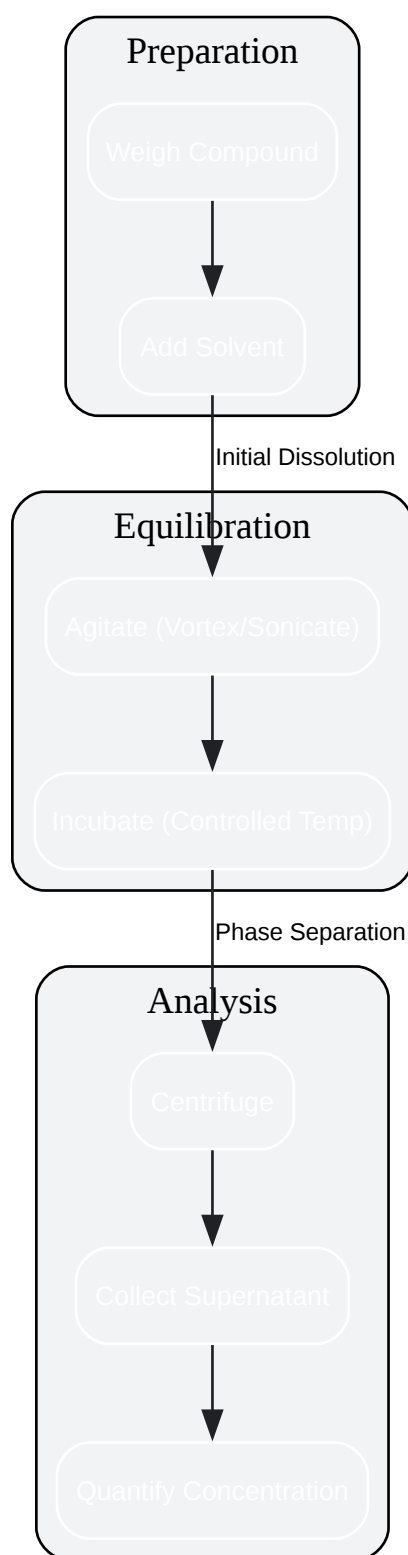 Preparation
Weigh Compound
Add Solvent
Initial Dissolution
Equilibration
Agitate (Vortex/Sonicate)
Incubate (Controlled Temp)
Phase Separation
Analysis
Centrifuge
Collect Supernatant
Quantify Concentration